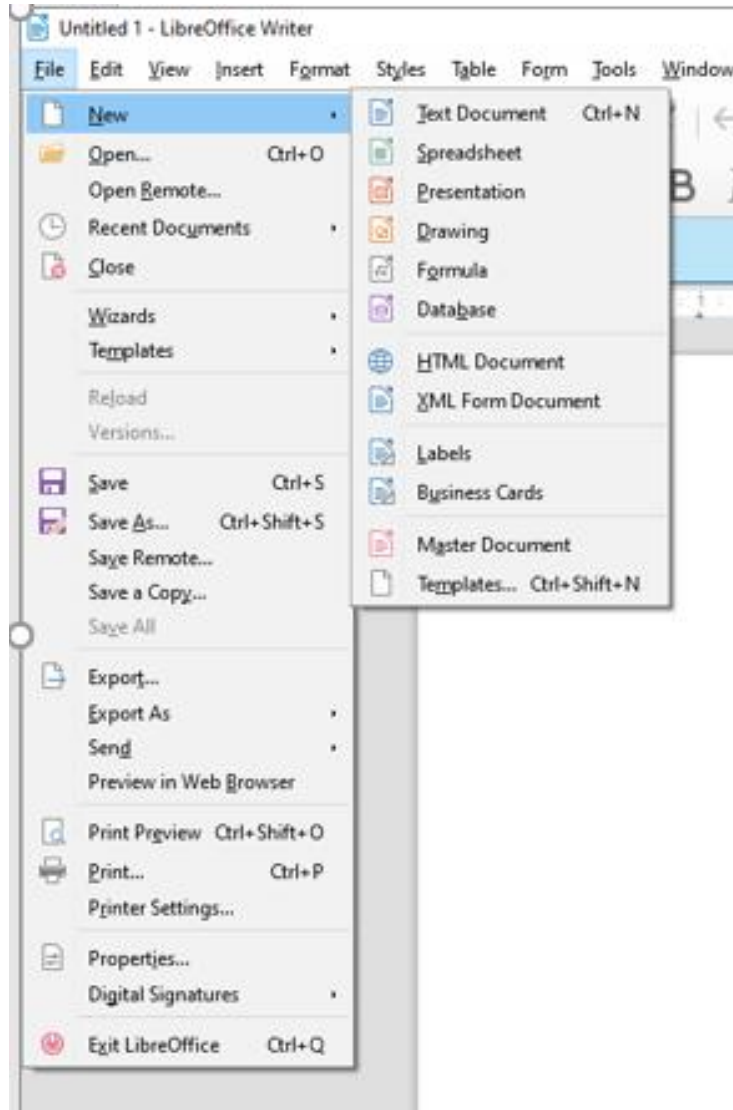 Untitled 1 - LibreOffice Writer
File Edit View Insert Format Styles Table Form Tools Window
New
Open... Ctrl+O
Open Remote...
Recent Documents
Close
Wizards
Templates
Reload
Versions...
Save Ctrl+S
Save As... Ctrl+Shift+S
Save Remote...
Save a Copy...
Save All
Export...
Export As
Send
Preview in Web Browser
Print Preview Ctrl+Shift+O
Print... Ctrl+P
Printer Settings...
Properties...
Digital Signatures
Exit LibreOffice Ctrl+Q
Text Document Ctrl+N
Spreadsheet
Presentation
Drawing
Formula
Database
HTML Document
XML Form Document
Labels
Business Cards
Master Document
Templates... Ctrl+Shift+N
B
1